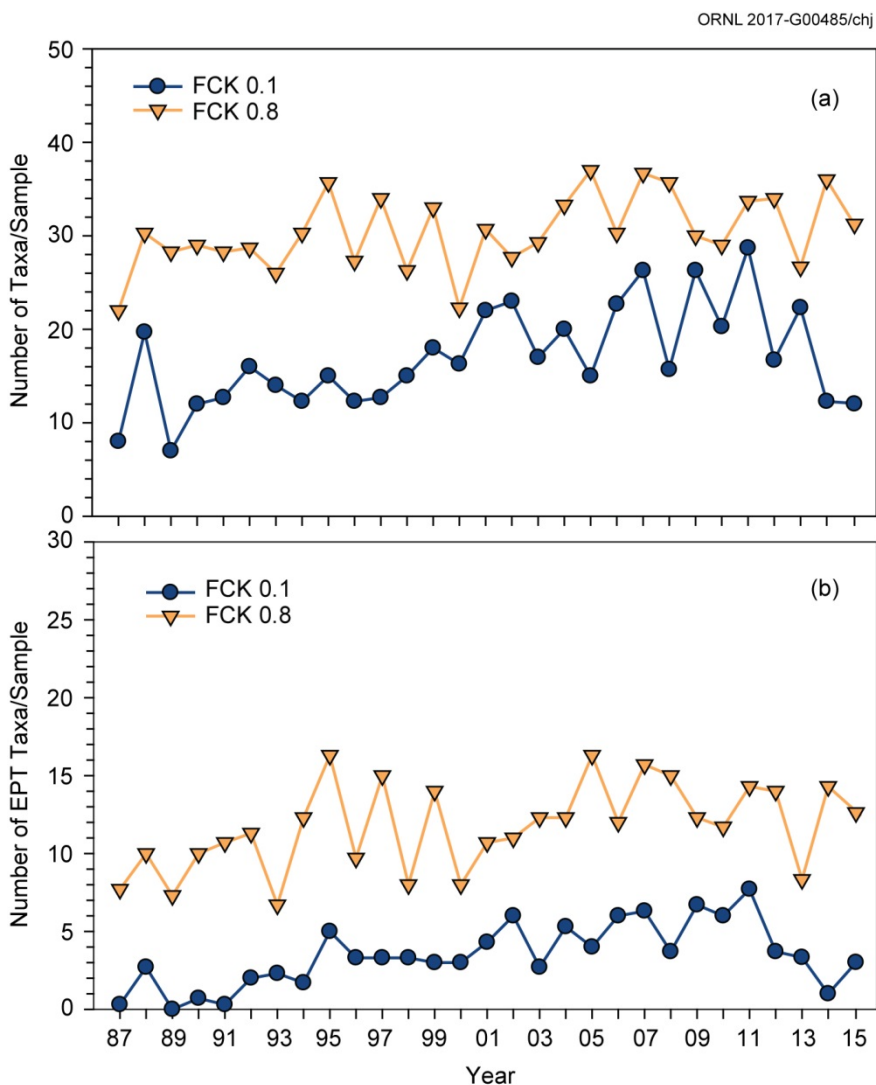 ORNL 2017-G00485/chj
50
FCK 0.1
(a)
FCK 0.8
40
30
20
10
0
Number of Taxa/Sample
30
FCK 0.1
(b)
FCK 0.8
25
20
15
10
5
0
Number of EPT Taxa/Sample
87 89 91 93 95 97 99 01 03 05 07 09 11 13 15
Year